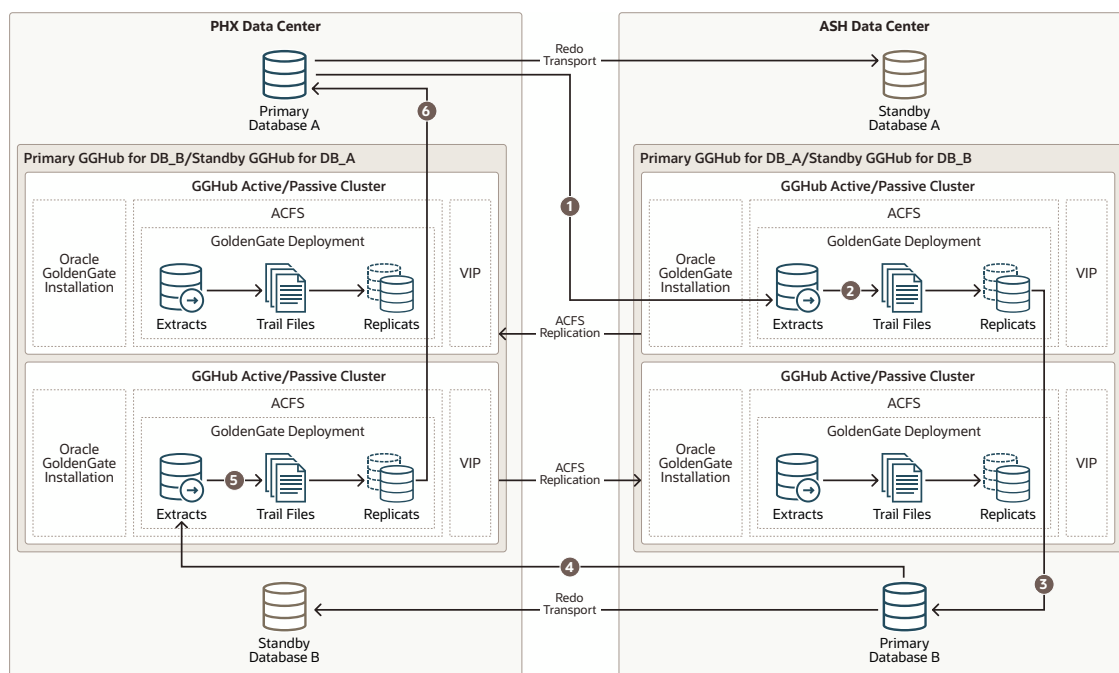 PHX Data Center
ASH Data Center
Redo
Transport
Primary
Database A
Standby
Database A
6
Primary GGHub for DB_B/Standby GGHub for DB_A
Primary GGHub for DB_A/Standby GGHub for DB_B
GGHub Active/Passive Cluster
ACFS
GoldenGate Deployment
Oracle
GoldenGate
Installation
Extracts
Trail Files
Replicats
VIP
1
GGHub Active/Passive Cluster
ACFS
GoldenGate Deployment
Oracle
GoldenGate
Installation
2
Extracts
Trail Files
Replicats
VIP
ACFS
Replication
GGHub Active/Passive Cluster
ACFS
GoldenGate Deployment
Oracle
GoldenGate
Installation
5
Extracts
Trail Files
Replicats
VIP
ACFS
Replication
GGHub Active/Passive Cluster
ACFS
GoldenGate Deployment
Oracle
GoldenGate
Installation
Extracts
Trail Files
Replicats
VIP
4
3
Redo
Transport
Standby
Database B
Primary
Database B